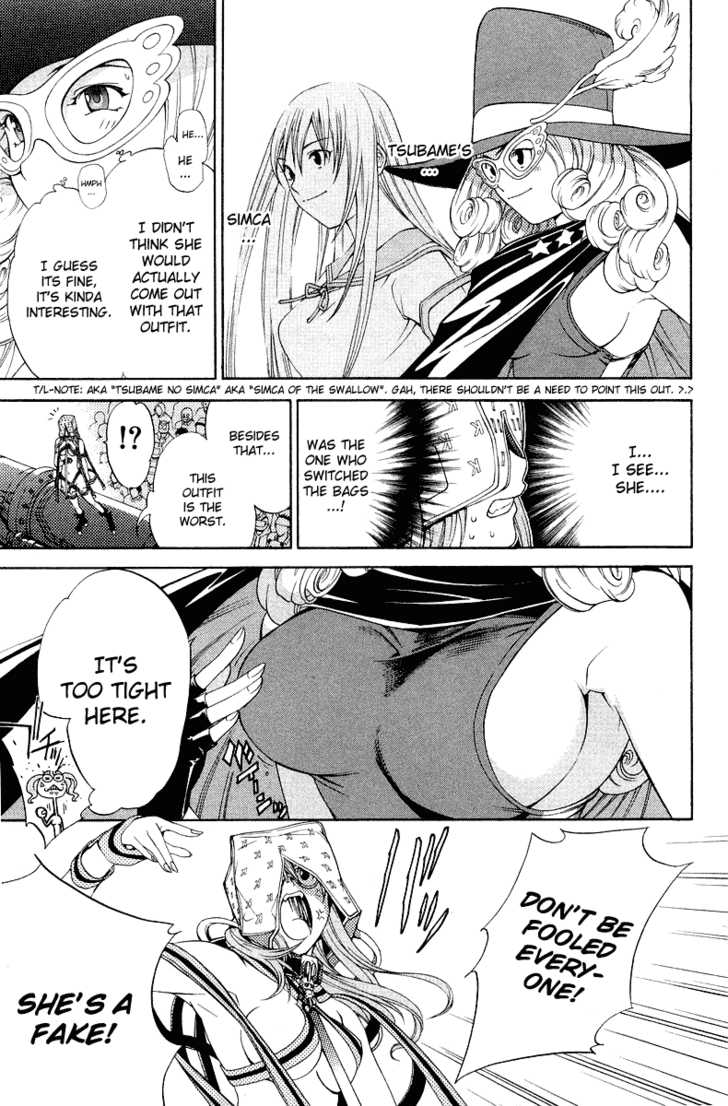 TSUBAME'S
...
SIMCA
...
HE...
HE ...
HMPH
...
I DIDN'T
THINK SHE
WOULD
ACTUALLY
COME OUT
WITH THAT
OUTFIT.
I GUESS
ITS FINE,
IT'S KINDA
INTERESTING.
T/L-NOTE: AKA "TSUBAME NO SIMCA" AKA "SIMCA OF THE SWALLOW". GAH, THERE SHOULDN'T BE A NEED TO POINT THIS OUT. >.>
I...
I SEE...
SHE....
WAS THE
ONE WHO
SWITCHED
THE BAGS
...!
BESIDES
THAT...
THIS
OUTFIT
IS THE
WORST.
!?
IT'S
TOO TIGHT
HERE.
DON'T BE
FOOLED
EVERY-
ONE!
SHE'S A
FAKE!